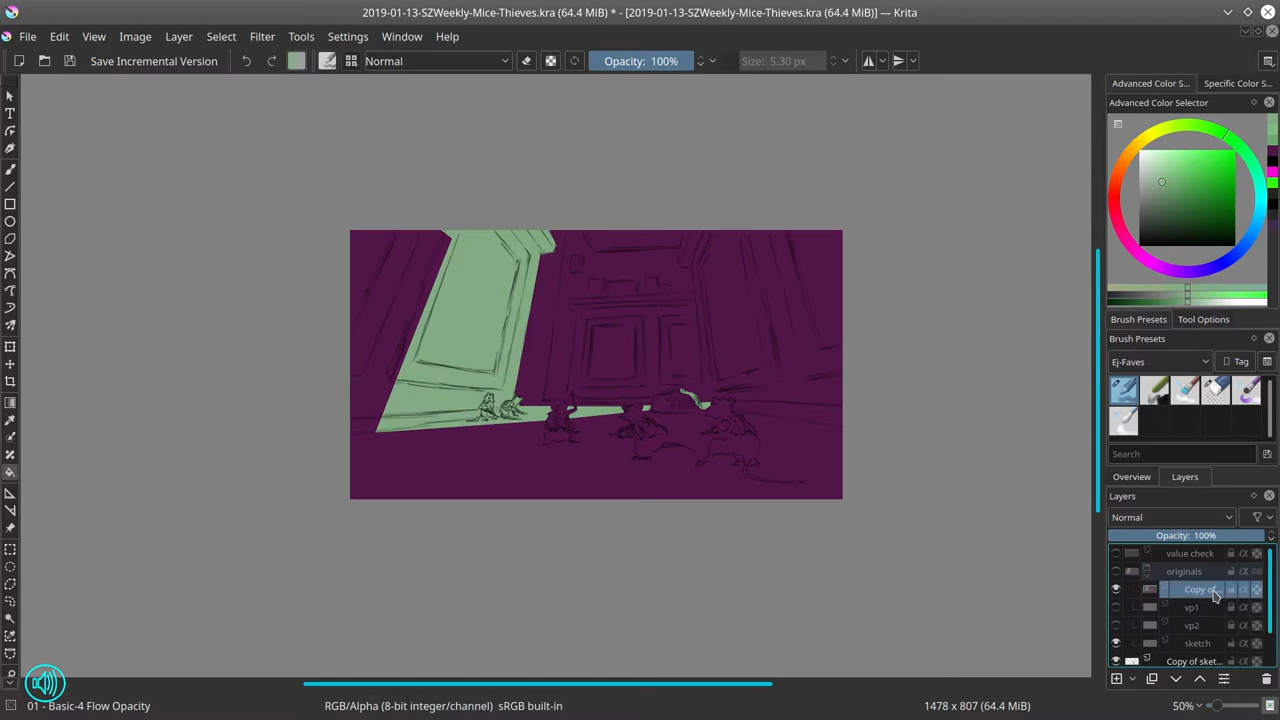 2019-01-13-SZWeekly-Mice-Thieves.kra (64.4 MiB) * - [2019-01-13-SZWeekly-Mice-Thieves.kra (64.4 MiB)] — Krita
File Edit View Image Layer Select Filter Tools Settings Window Help
Save Incremental Version Normal Opacity: 100% Size: 5.30 px
Advanced Color S... Specific Color S...
Advanced Color Selector
Brush Presets Tool Options
Brush Presets
Ej-Faves Tag
Search
Overview Layers
Layers
Normal
Opacity: 100%
value check
originals
Copy of...
vp1
vp2
sketch
Copy of sket...
01 - Basic-4 Flow Opacity RGB/Alpha (8-bit integer/channel) sRGB built-in 1478 x 807 (64.4 MiB) 50%